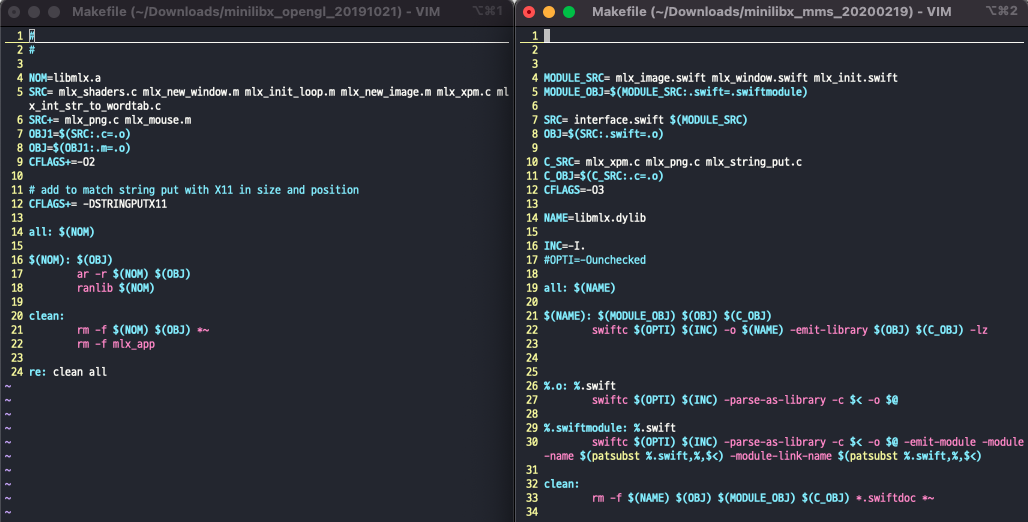 Makefile (~/Downloads/minilibx_opengl_20191021) - VIM ⌥⌘1
1 #
2 #
3
4 NOM=libmlx.a
5 SRC= mlx_shaders.c mlx_new_window.m mlx_init_loop.m mlx_new_image.m mlx_xpm.c ml
x_int_str_to_wordtab.c
6 SRC+= mlx_png.c mlx_mouse.m
7 OBJ1=$(SRC:.c=.o)
8 OBJ=$(OBJ1:.m=.o)
9 CFLAGS+=-O2
10
11 # add to match string put with X11 in size and position
12 CFLAGS+= -DSTRINGPUTX11
13
14 all: $(NOM)
15
16 $(NOM): $(OBJ)
17 ar -r $(NOM) $(OBJ)
18 ranlib $(NOM)
19
20 clean:
21 rm -f $(NOM) $(OBJ) *~
22 rm -f mlx_app
23
24 re: clean all
~
~
~
~
~
~
~
~
~
~
Makefile (~/Downloads/minilibx_mms_20200219) - VIM ⌥⌘2
1
2
3
4 MODULE_SRC= mlx_image.swift mlx_window.swift mlx_init.swift
5 MODULE_OBJ=$(MODULE_SRC:.swift=.swiftmodule)
6
7 SRC= interface.swift $(MODULE_SRC)
8 OBJ=$(SRC:.swift=.o)
9
10 C_SRC= mlx_xpm.c mlx_png.c mlx_string_put.c
11 C_OBJ=$(C_SRC:.c=.o)
12 CFLAGS=-O3
13
14 NAME=libmlx.dylib
15
16 INC=-I.
17 #OPTI=-Ounchecked
18
19 all: $(NAME)
20
21 $(NAME): $(MODULE_OBJ) $(OBJ) $(C_OBJ)
22 swiftc $(OPTI) $(INC) -o $(NAME) -emit-library $(OBJ) $(C_OBJ) -lz
23
24
25
26 %.o: %.swift
27 swiftc $(OPTI) $(INC) -parse-as-library -c $< -o $@
28
29 %.swiftmodule: %.swift
30 swiftc $(OPTI) $(INC) -parse-as-library -c $< -o $@ -emit-module -module
-name $(patsubst %.swift,%,$<) -module-link-name $(patsubst %.swift,%,$<)
31
32 clean:
33 rm -f $(NAME) $(OBJ) $(MODULE_OBJ) $(C_OBJ) *.swiftdoc *~
34